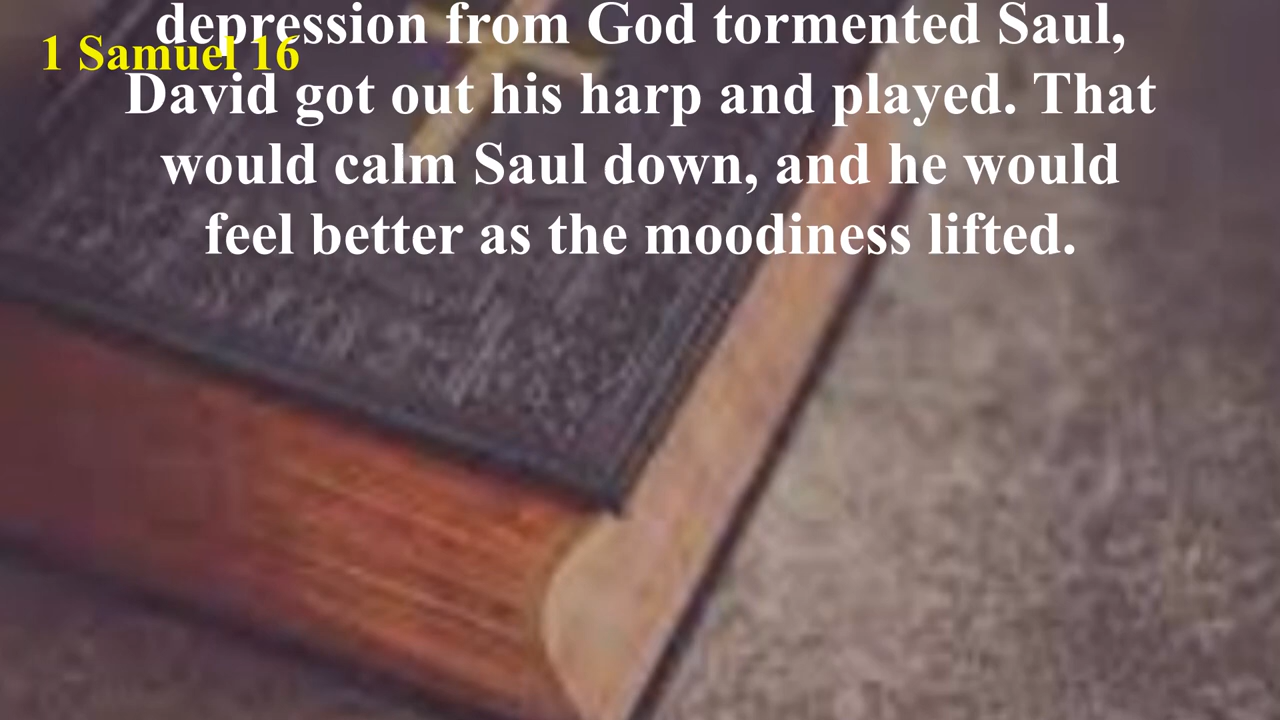 depression from God tormented Saul,
1 Samuel 16
David got out his harp and played. That
would calm Saul down, and he would
feel better as the moodiness lifted.